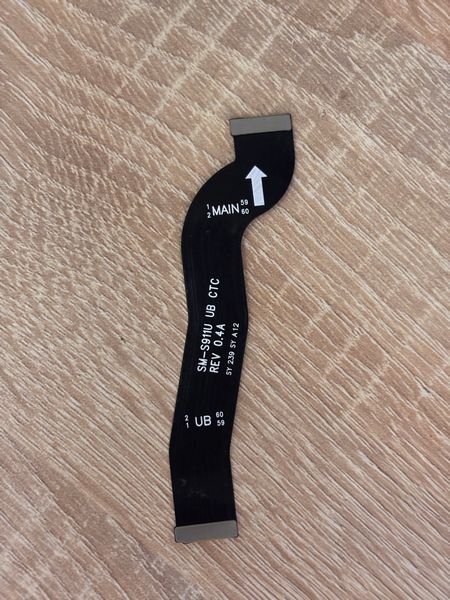 1 MAIN 59
2 60
SM-S911U UB CTC
REV 0.4A
SY 239 SY A12
2 UB 60
1 59